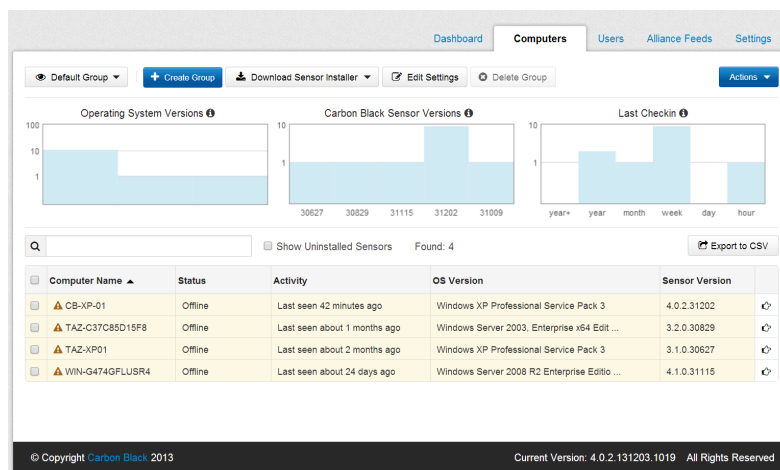 Dashboard Computers Users Alliance Feeds Settings
Default Group Create Group Download Sensor Installer Edit Settings Delete Group Actions
Operating System Versions Carbon Black Sensor Versions Last Checkin
100 10 10
10
1 1 1
30627 30829 31115 31202 31009 year+ year month week day hour
Show Uninstalled Sensors Found: 4 Export to CSV
Computer Name Status Activity OS Version Sensor Version
CB-XP-01 Offline Last seen 42 minutes ago Windows XP Professional Service Pack 3 4.0.2.31202
TAZ-C37C85D15F8 Offline Last seen about 1 months ago Windows Server 2003, Enterprise x64 Edit ... 3.2.0.30829
TAZ-XP01 Offline Last seen about 2 months ago Windows XP Professional Service Pack 3 3.1.0.30627
WIN-G474GFLUSR4 Offline Last seen about 24 days ago Windows Server 2008 R2 Enterprise Editio ... 4.1.0.31115
© Copyright Carbon Black 2013 Current Version: 4.0.2.131203.1019 All Rights Reserved